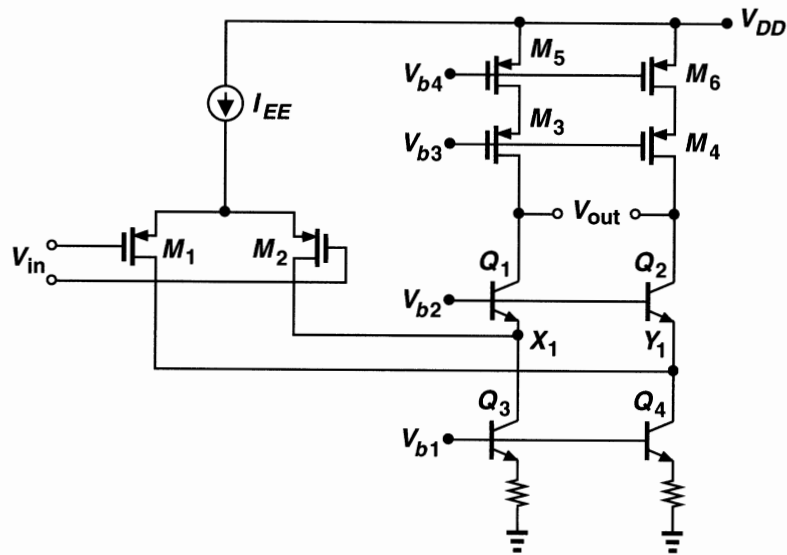 V_DD
M_5
V_b4
M_6
I_EE
M_3
V_b3
M_4
V_out
V_in
M_1
M_2
Q_1
Q_2
V_b2
X_1
Y_1
Q_3
Q_4
V_b1